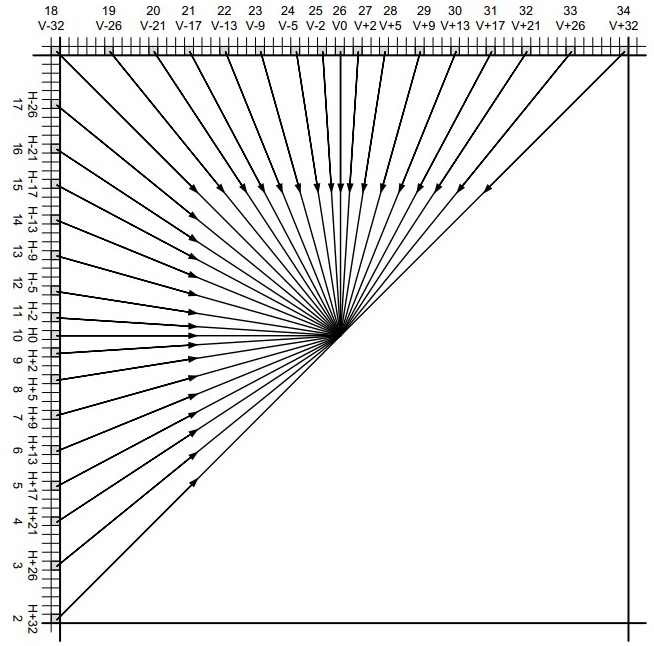 18 19 20 21 22 23 24 25 26 27 28 29 30 31 32 33 34
V-32 V-26 V-21 V-17 V-13 V-9 V-5 V-2 V0 V+2 V+5 V+9 V+13 V+17 V+21 V+26 V+32
17 H-26
16 H-21
15 H-17
14 H-13
13 H-9
12 H-5
11 H-2
10 H0
9 H+2
8 H+5
7 H+9
6 H+13
5 H+17
4 H+21
3 H+26
2 H+32